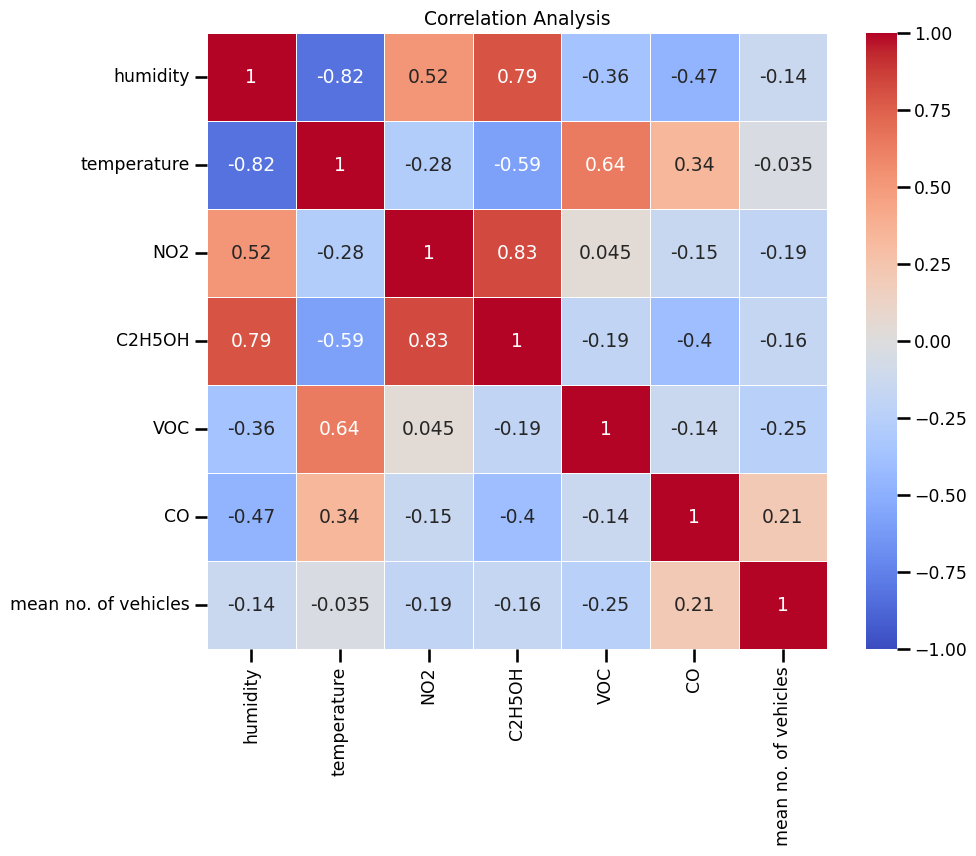 Correlation Analysis
humidity 1 -0.82 0.52 0.79 -0.36 -0.47 -0.14
temperature -0.82 1 -0.28 -0.59 0.64 0.34 -0.035
NO2 0.52 -0.28 1 0.83 0.045 -0.15 -0.19
C2H5OH 0.79 -0.59 0.83 1 -0.19 -0.4 -0.16
VOC -0.36 0.64 0.045 -0.19 1 -0.14 -0.25
CO -0.47 0.34 -0.15 -0.4 -0.14 1 0.21
mean no. of vehicles -0.14 -0.035 -0.19 -0.16 -0.25 0.21 1
humidity
temperature
NO2
C2H5OH
VOC
CO
mean no. of vehicles
1.00
0.75
0.50
0.25
0.00
−0.25
−0.50
−0.75
−1.00